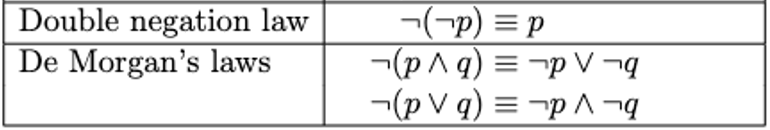 Double negation law ¬(¬p) ≡ p
De Morgan's laws ¬(p ∧ q) ≡ ¬p ∨ ¬q
¬(p ∨ q) ≡ ¬p ∧ ¬q